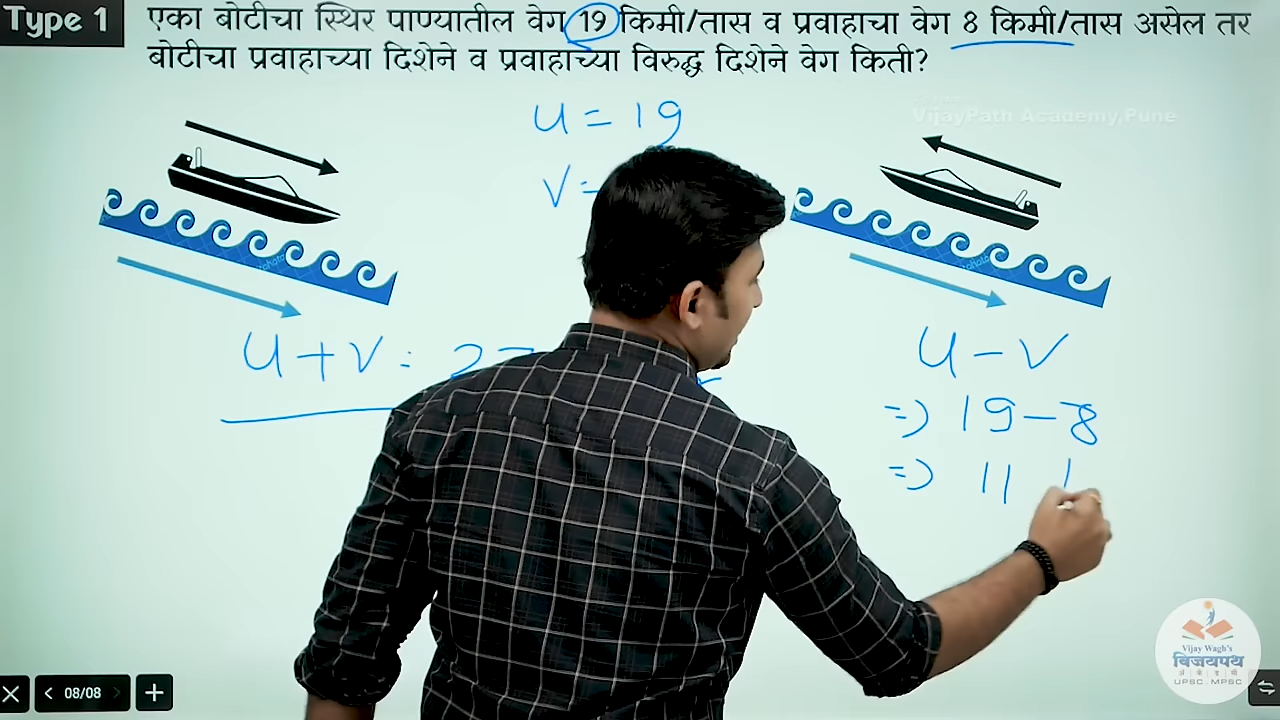 Type 1
एका बोटीचा स्थिर पाण्यातील वेग 19 किमी/तास व प्रवाहाचा वेग 8 किमी/तास असेल तर
बोटीचा प्रवाहाच्या दिशेने व प्रवाहाच्या विरुद्ध दिशेने वेग किती?
VijayPath Academy,Pune
u = 19
v =
u + v = 27
u - v
=) 19 - 8
=) 11
Vijay Wagh's
विजयपथ
UPSC MPSC
08/08